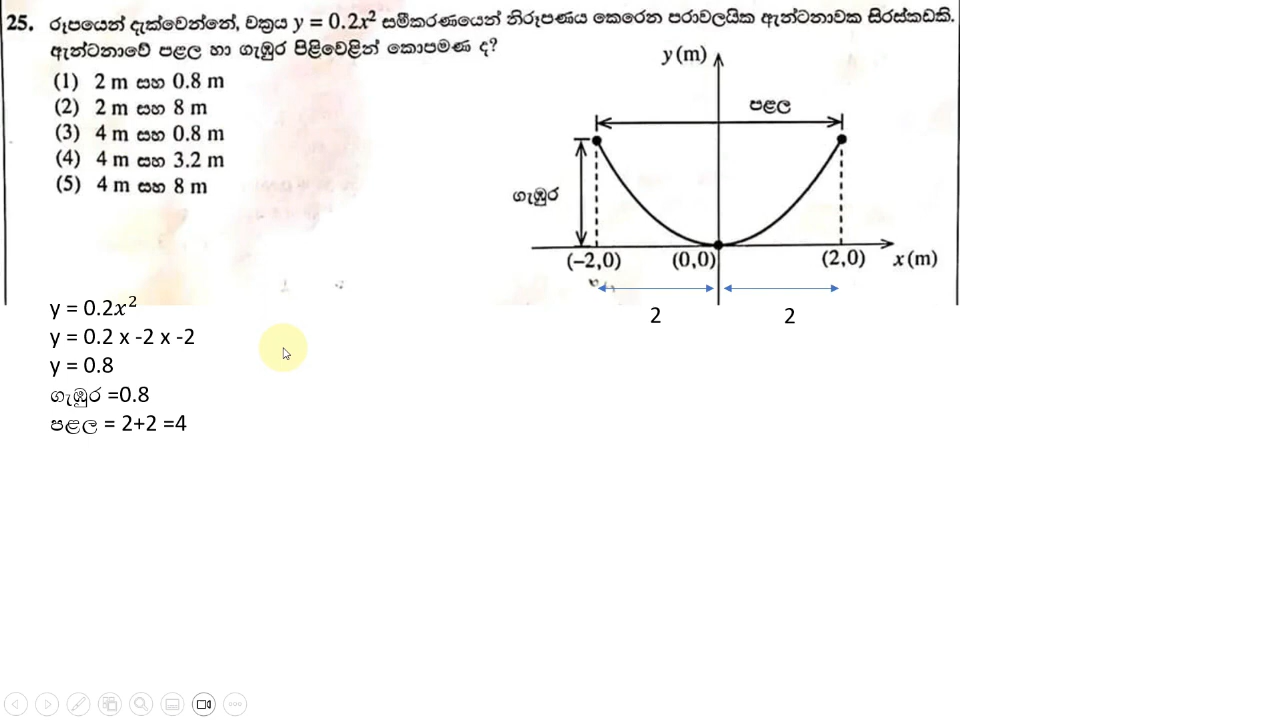 25. රූපයෙන් දැක්වෙන්නේ, වක්‍රය y = 0.2x² සමීකරණයෙන් නිරූපණය කෙරෙන පරාවලයික ඇන්ටනාවක සිරස්කඩකි.
ඇන්ටනාවේ පළල හා ගැඹුර පිළිවෙළින් කොපමණ ද?
(1) 2 m සහ 0.8 m
(2) 2 m සහ 8 m
(3) 4 m සහ 0.8 m
(4) 4 m සහ 3.2 m
(5) 4 m සහ 8 m
y (m)
පළල
ගැඹුර
(−2,0) (0,0) (2,0) x (m)
2 2
y = 0.2x²
y = 0.2 x -2 x -2
y = 0.8
ගැඹුර =0.8
පළල = 2+2 =4